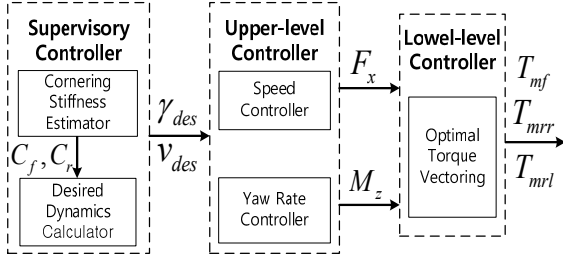 Supervisory
Controller
Cornering
Stiffness
Estimator
C_f, C_r
Desired
Dynamics
Calculator
γ_des
v_des
Upper-level
Controller
Speed
Controller
Yaw Rate
Controller
F_x
M_z
Lowel-level
Controller
Optimal
Torque
Vectoring
T_mf
T_mrr
T_mrl